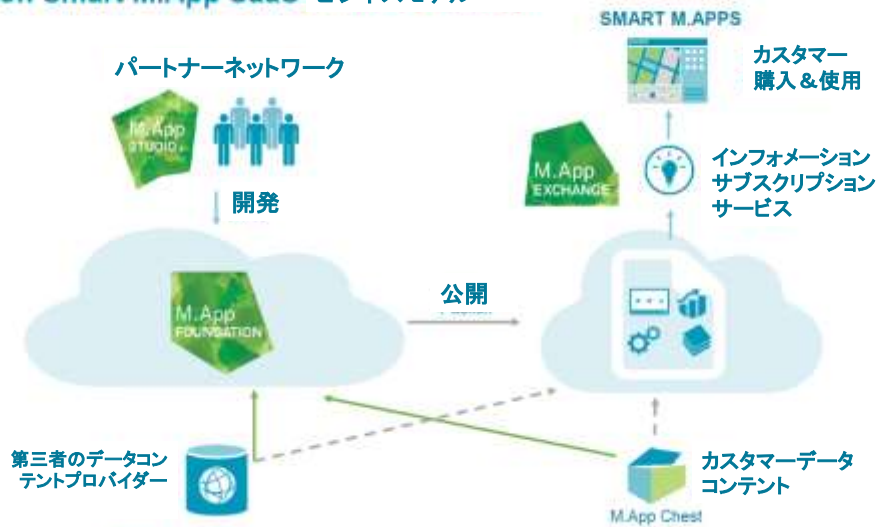 Smart M.App SaaS
SMART M.APPS
パートナーネットワーク
カスタマー
購入＆使用
M.App
STUDIO
M.App
EXCHANGE
インフォメーション
サブスクリプション
サービス
開発
公開
M.App
FOUNDATION
第三者のデータコン
テントプロバイダー
カスタマーデータ
コンテント
M.App Chest